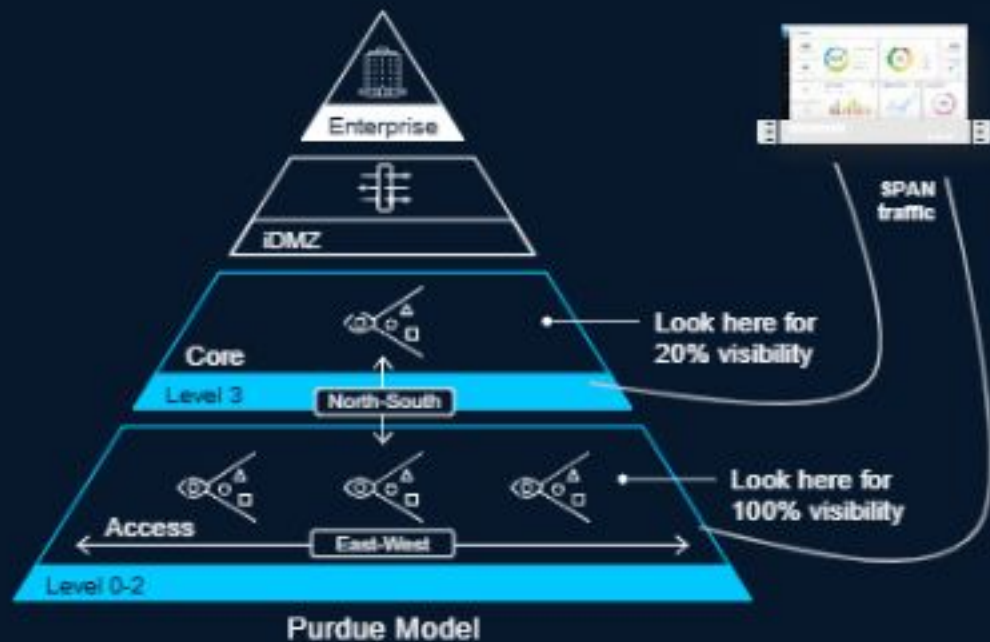 Enterprise
SPAN
traffic
iDMZ
Look here for
20% visibility
Core
Level 3
North-South
Look here for
100% visibility
Access
East-West
Level 0-2
Purdue Model